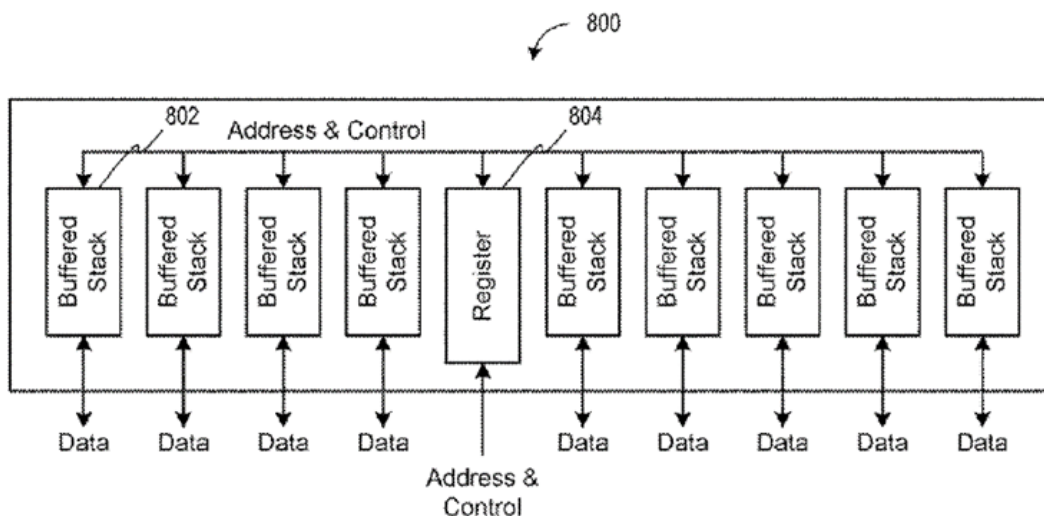 800
802
804
Address & Control
Buffered
Stack
Buffered
Stack
Buffered
Stack
Buffered
Stack
Register
Buffered
Stack
Buffered
Stack
Buffered
Stack
Buffered
Stack
Buffered
Stack
Data
Data
Data
Data
Data
Data
Data
Data
Data
Address &
Control